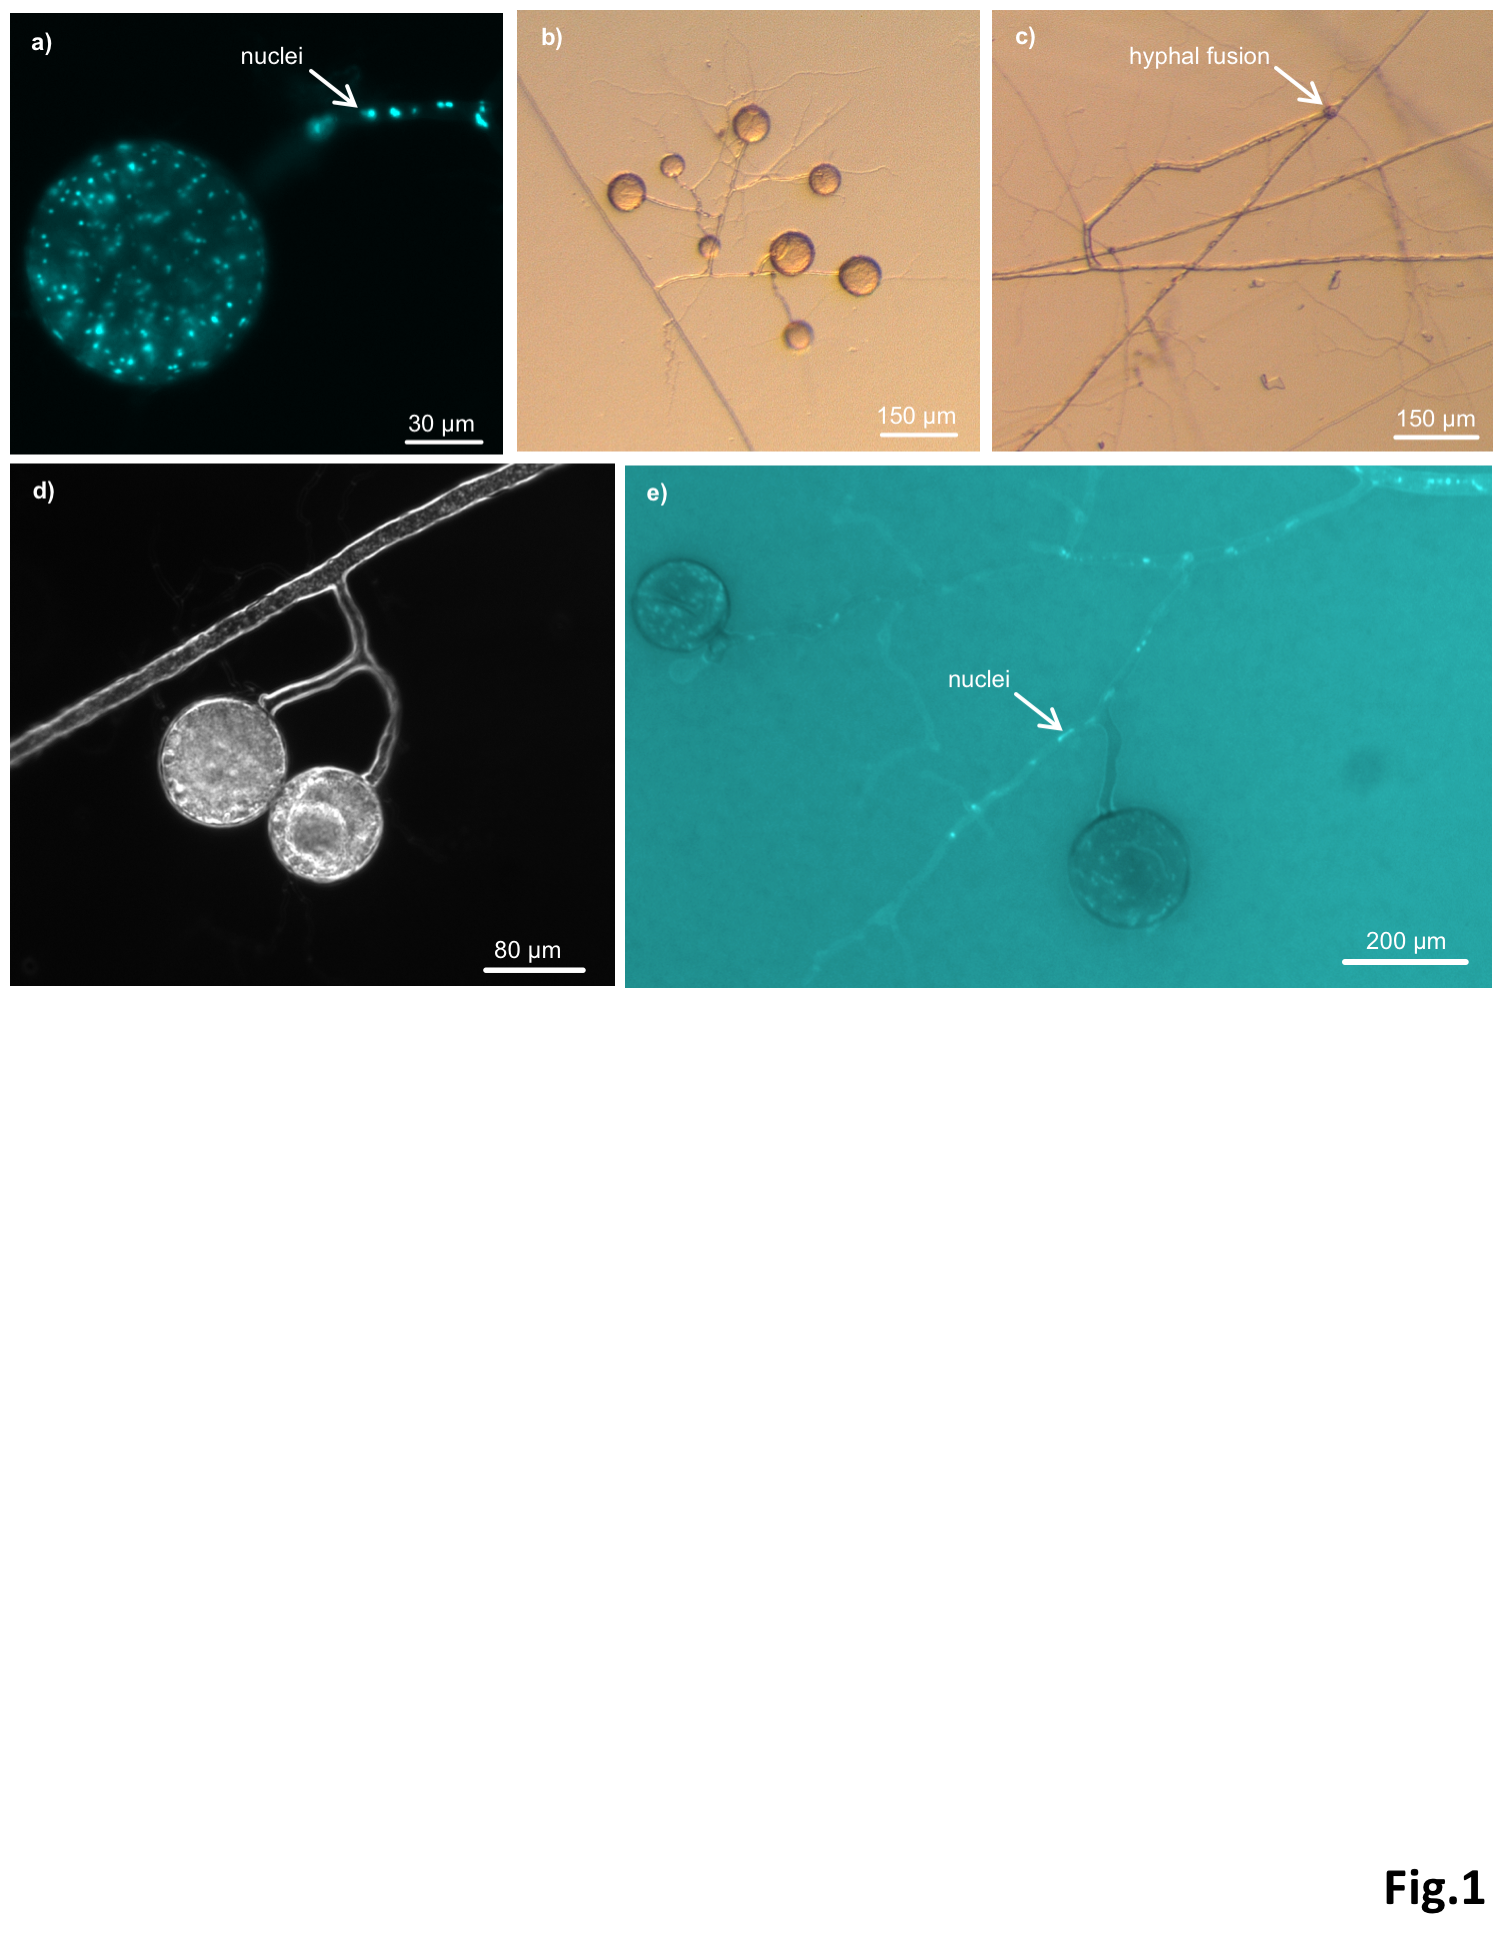 a)
nuclei
30 µm
b)
150 µm
c)
hyphal fusion
150 µm
d)
80 µm
e)
nuclei
200 µm
Fig.1